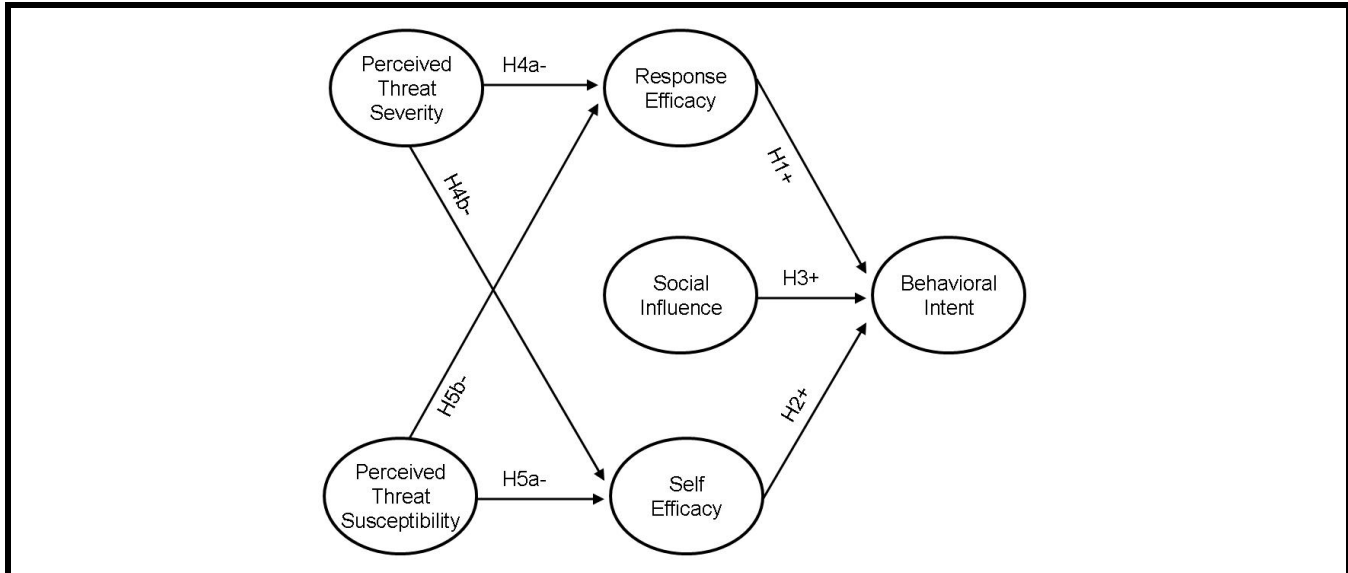 Perceived
Threat
Severity
H4a-
Response
Efficacy
H1+
H4b-
Social
Influence
H3+
Behavioral
Intent
H5b-
H2+
Perceived
Threat
Susceptibility
H5a-
Self
Efficacy